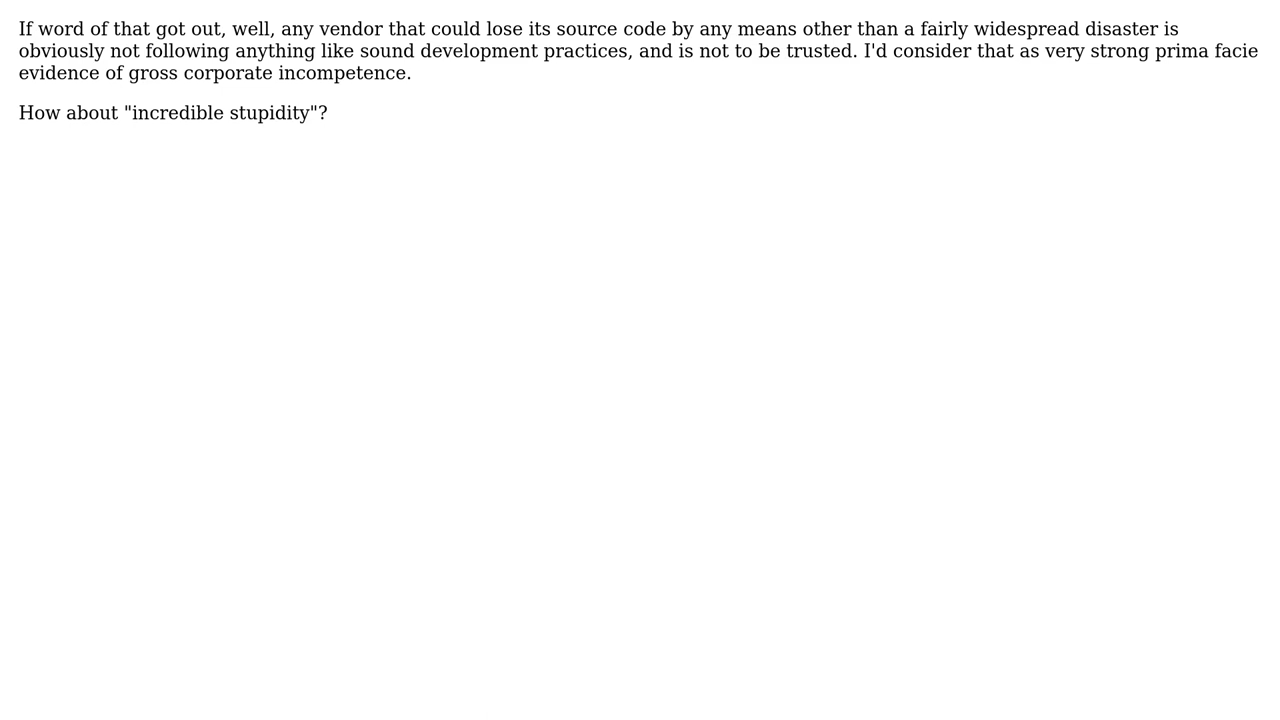 If word of that got out, well, any vendor that could lose its source code by any means other than a fairly widespread disaster is
obviously not following anything like sound development practices, and is not to be trusted. I'd consider that as very strong prima facie
evidence of gross corporate incompetence.
How about "incredible stupidity"?